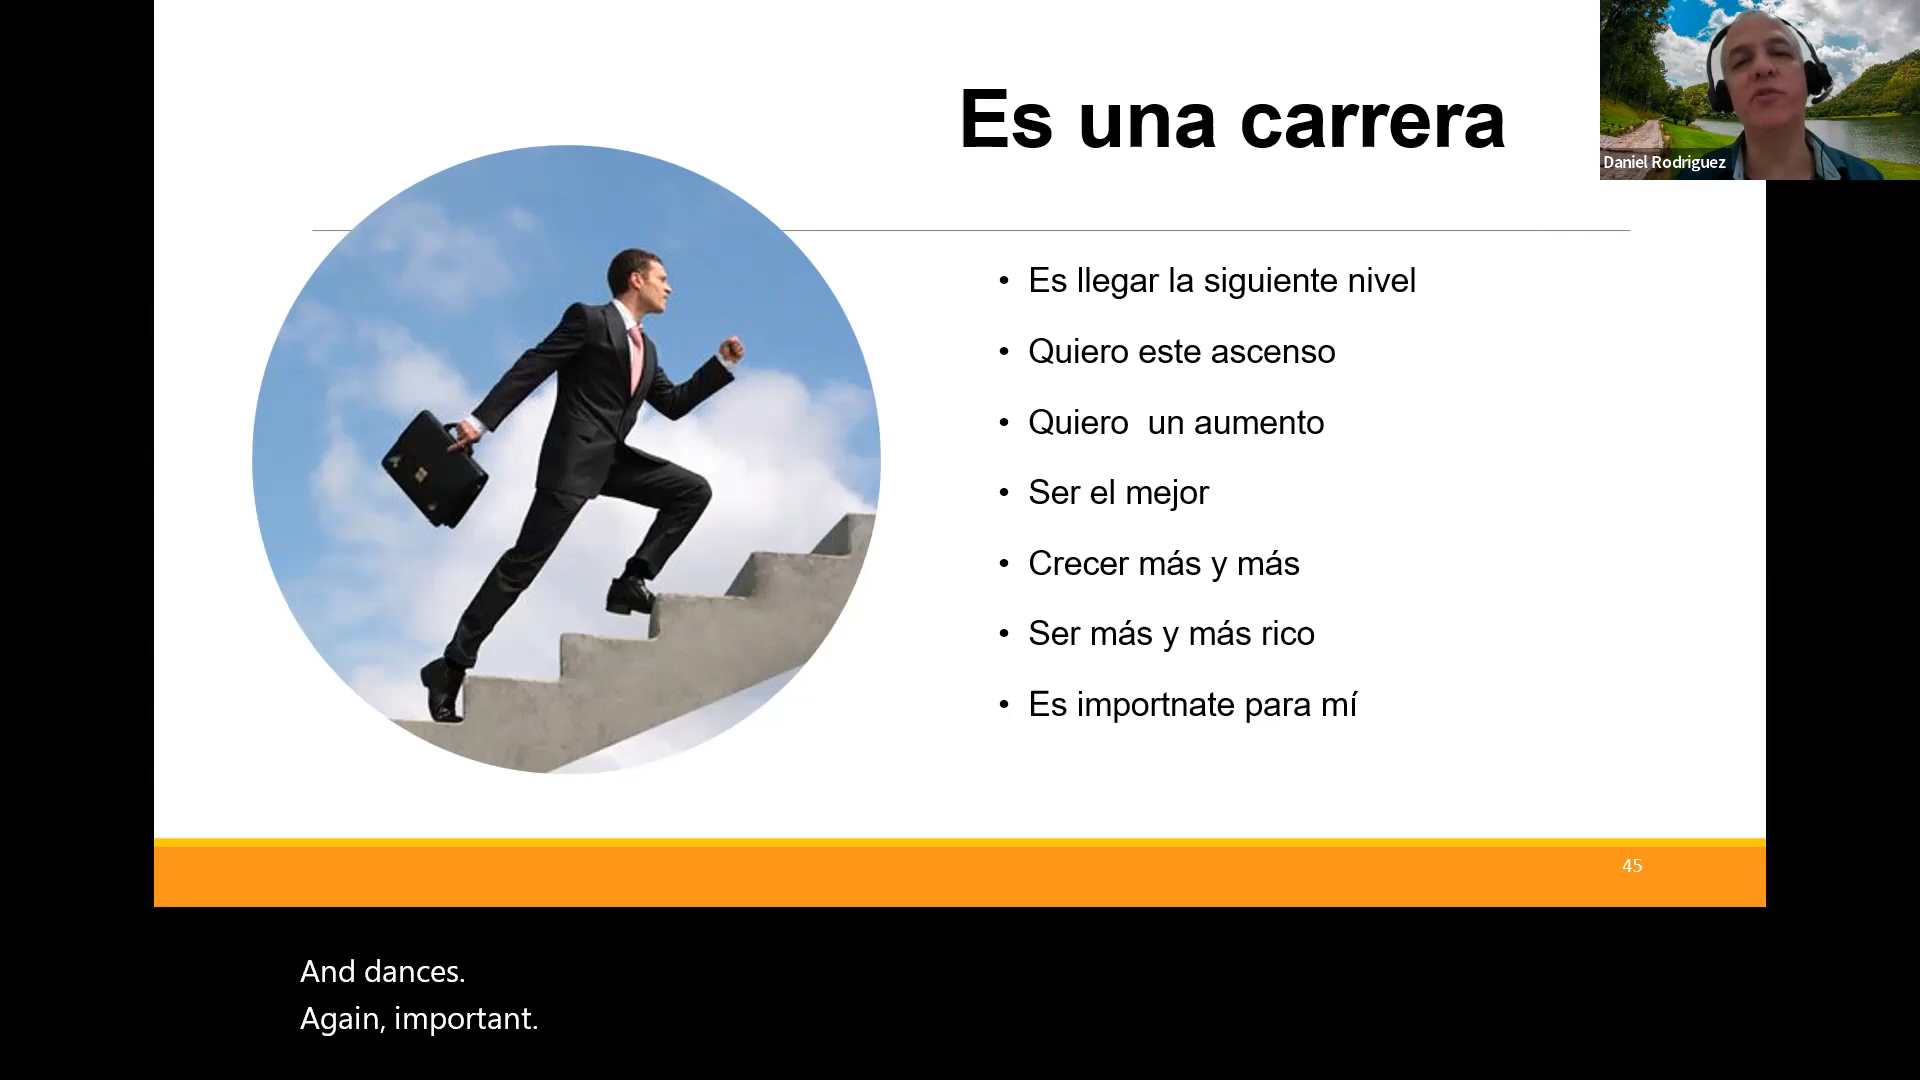 Es una carrera
Daniel Rodriguez
• Es llegar la siguiente nivel
• Quiero este ascenso
• Quiero  un aumento
• Ser el mejor
• Crecer más y más
• Ser más y más rico
• Es importnate para mí
45
And dances.
Again, important.